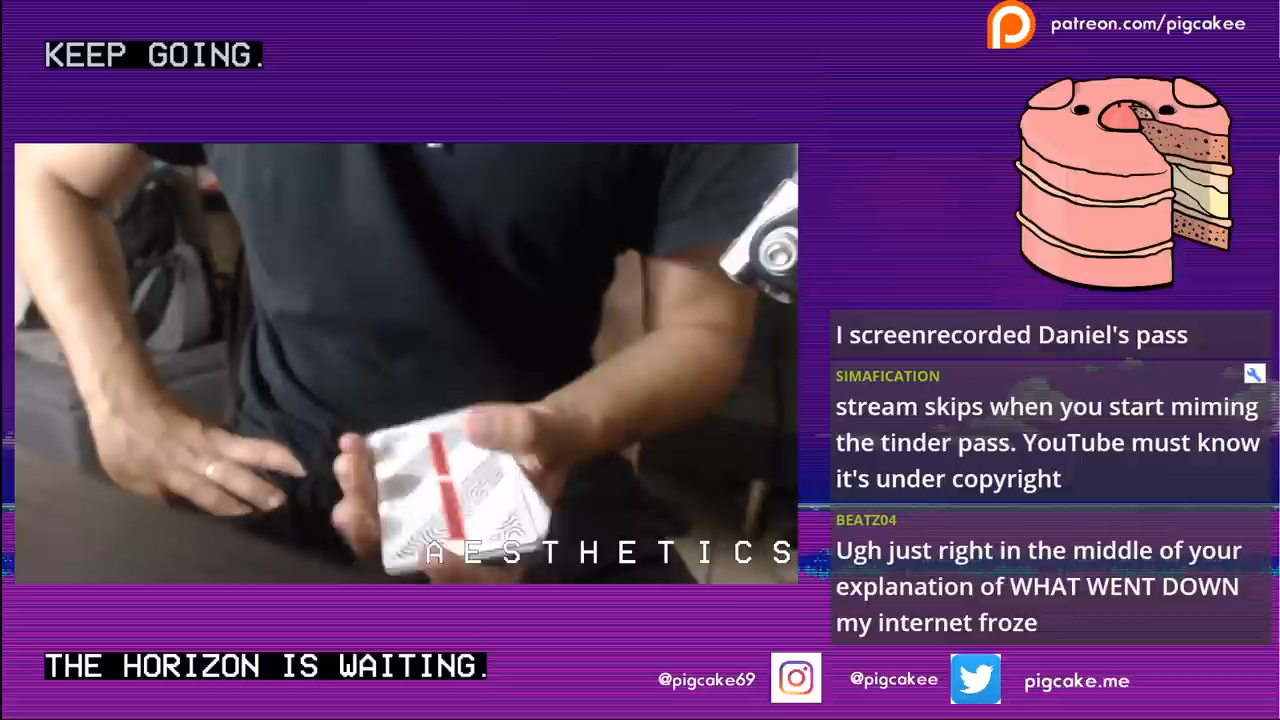 patreon.com/pigcakee
KEEP GOING.
I screenrecorded Daniel's pass
SIMAFICATION
stream skips when you start miming
the tinder pass. YouTube must know
it's under copyright
BEATZ04
Ugh just right in the middle of your
explanation of WHAT WENT DOWN
my internet froze
AESTHETICS
THE HORIZON IS WAITING.
@pigcake69
@pigcakee
pigcake.me